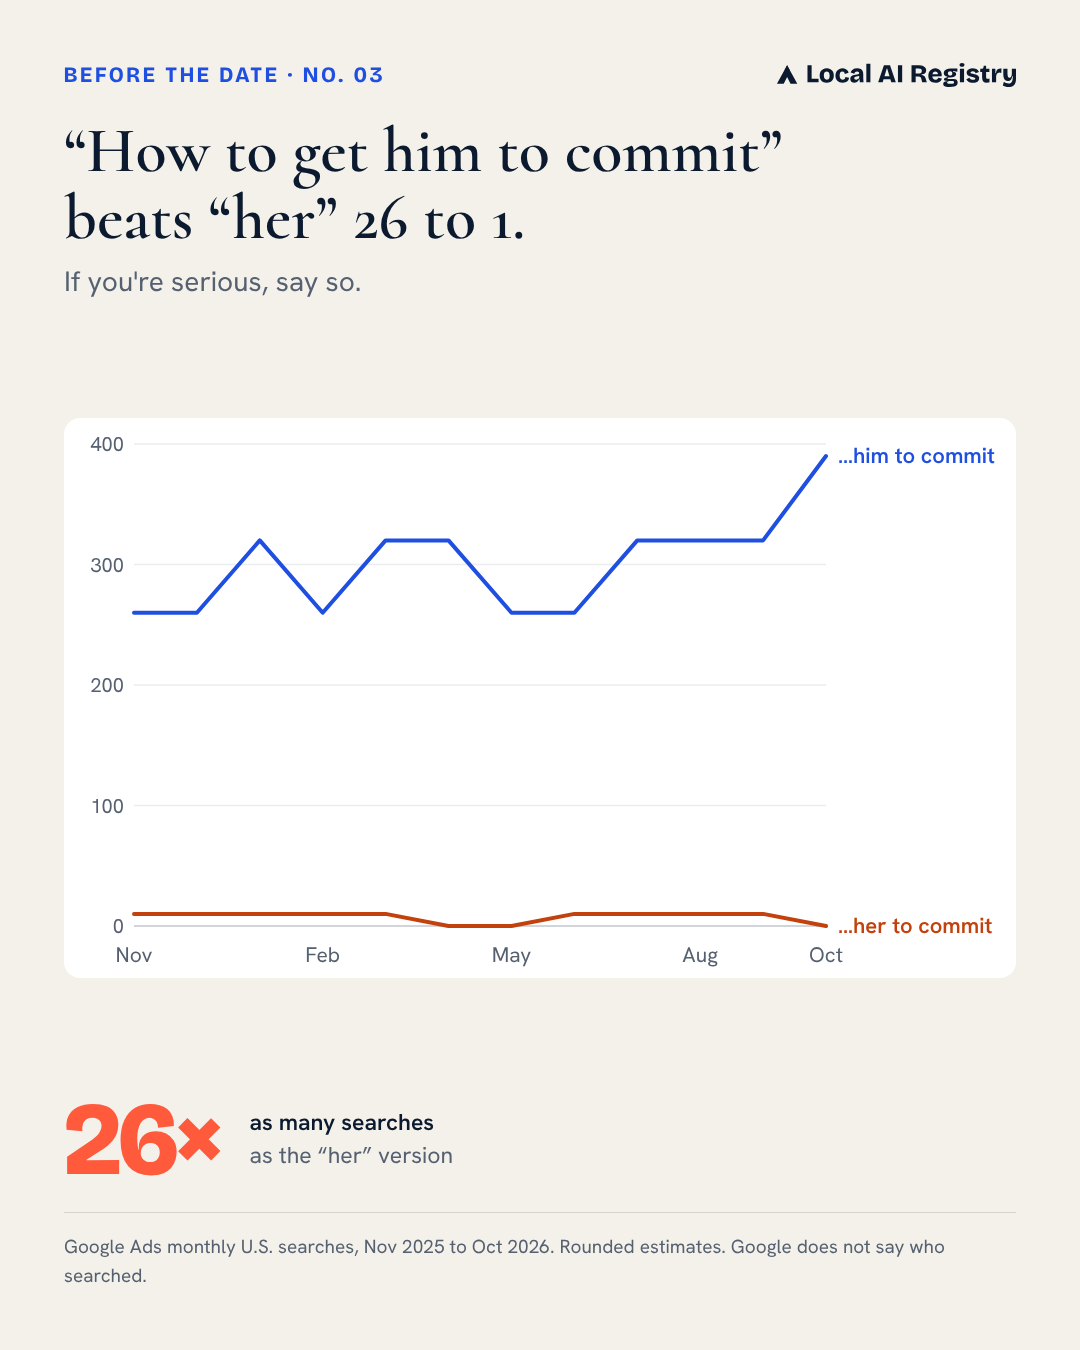 BEFORE THE DATE · NO. 03
Local AI Registry
“How to get him to commit”
beats “her” 26 to 1.
If you're serious, say so.
400
...him to commit
300
200
100
0
...her to commit
Nov
Feb
May
Aug
Oct
26×
as many searches
as the “her” version
Google Ads monthly U.S. searches, Nov 2025 to Oct 2026. Rounded estimates. Google does not say who
searched.